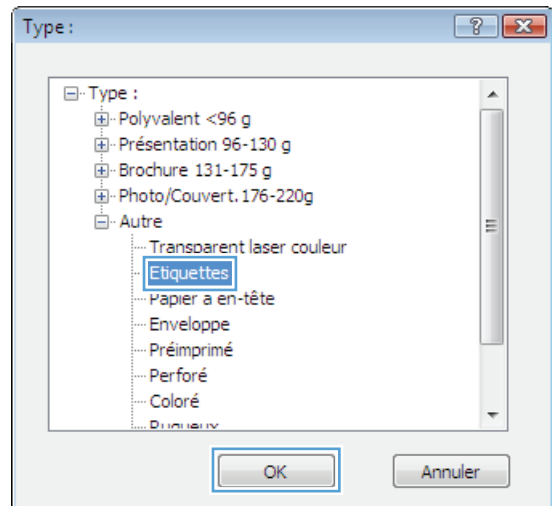 Type :
Type :
Polyvalent <96 g
Présentation 96-130 g
Brochure 131-175 g
Photo/Couvert. 176-220g
Autre
Transparent laser couleur
Etiquettes
Papier à en-tête
Enveloppe
Préimprimé
Perforé
Coloré
Rugueux
OK Annuler